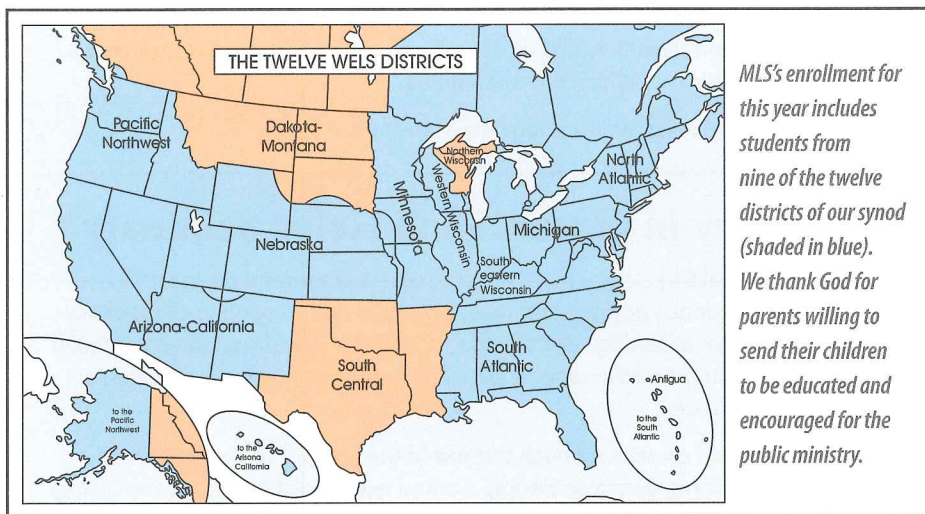 THE TWELVE WELS DISTRICTS
Pacific
Northwest
Dakota-
Montana
Northern
Wisconsin
North
Atlantic
Minnesota
Western Wisconsin
Michigan
Nebraska
South
eastern
Wisconsin
Arizona-California
South
Central
South
Atlantic
to the
Pacific
Northwest
to the
Arisona
California
Antigua
to the
South
Atlantic
MLS's enrollment for
this year includes
students from
nine of the twelve
districts of our synod
(shaded in blue).
We thank God for
parents willing to
send their children
to be educated and
encouraged for the
public ministry.